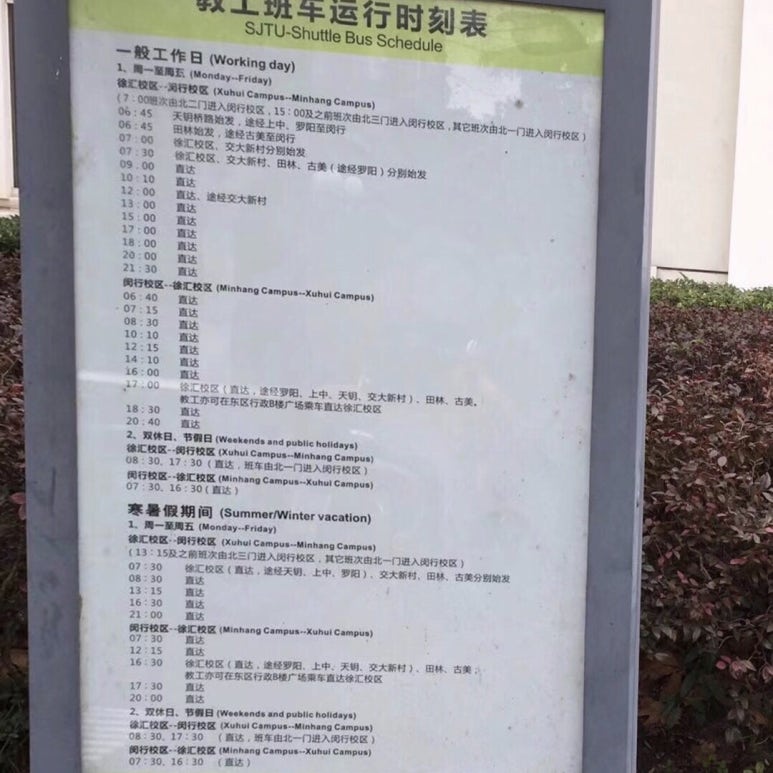 教工班车运行时刻表
SJTU-Shuttle Bus Schedule
一般工作日 (Working day)
1、周一至周五 (Monday--Friday)
徐汇校区--闵行校区 (Xuhui Campus--Minhang Campus)
(7：00班次由北二门进入闵行校区，15：00及之前班次由北三门进入闵行校区，其它班次由北一门进入闵行校区)
06：45 天钥桥路始发，途经上中、罗阳至闵行
06：45 田林始发，途经古美至闵行
07：00 徐汇校区、交大新村分别始发
07：30 徐汇校区、交大新村、田林、古美（途经罗阳）分别始发
09：00 直达
10：10 直达
12：00 直达、途经交大新村
13：00 直达
15：00 直达
17：00 直达
18：00 直达
20：00 直达
21：30 直达
闵行校区--徐汇校区 (Minhang Campus--Xuhui Campus)
06：40 直达
07：15 直达
08：30 直达
10：10 直达
12：15 直达
14：10 直达
16：00 直达
17：00 徐汇校区（直达，途经罗阳、上中、天钥、交大新村）、田林、古美。
教工亦可在东区行政B楼广场乘车直达徐汇校区
18：30 直达
20：40 直达
2、双休日、节假日 (Weekends and public holidays)
徐汇校区--闵行校区 (Xuhui Campus--Minhang Campus)
08：30、17：30（直达，班车由北一门进入闵行校区）
闵行校区--徐汇校区 (Minhang Campus--Xuhui Campus)
07：30、16：30（直达）
寒暑假期间 (Summer/Winter vacation)
1、周一至周五 (Monday--Friday)
徐汇校区--闵行校区 (Xuhui Campus--Minhang Campus)
(13：15及之前班次由北三门进入闵行校区，其它班次由北一门进入闵行校区)
07：30 徐汇校区（直达，途经天钥、上中、罗阳）、交大新村、田林、古美分别始发
08：30 直达
13：15 直达
16：30 直达
21：00 直达
闵行校区--徐汇校区 (Minhang Campus--Xuhui Campus)
07：30 直达
12：15 直达
16：30 徐汇校区（直达，途经罗阳、上中、天钥、交大新村）、田林、古美；
教工亦可在东区行政B楼广场乘车直达徐汇校区
17：30 直达
20：00 直达
2、双休日、节假日 (Weekends and public holidays)
徐汇校区--闵行校区 (Xuhui Campus--Minhang Campus)
08：30、17：30 （直达，班车由北一门进入闵行校区）
闵行校区--徐汇校区 (Minhang Campus--Xuhui Campus)
07：30、16：30 （直达）